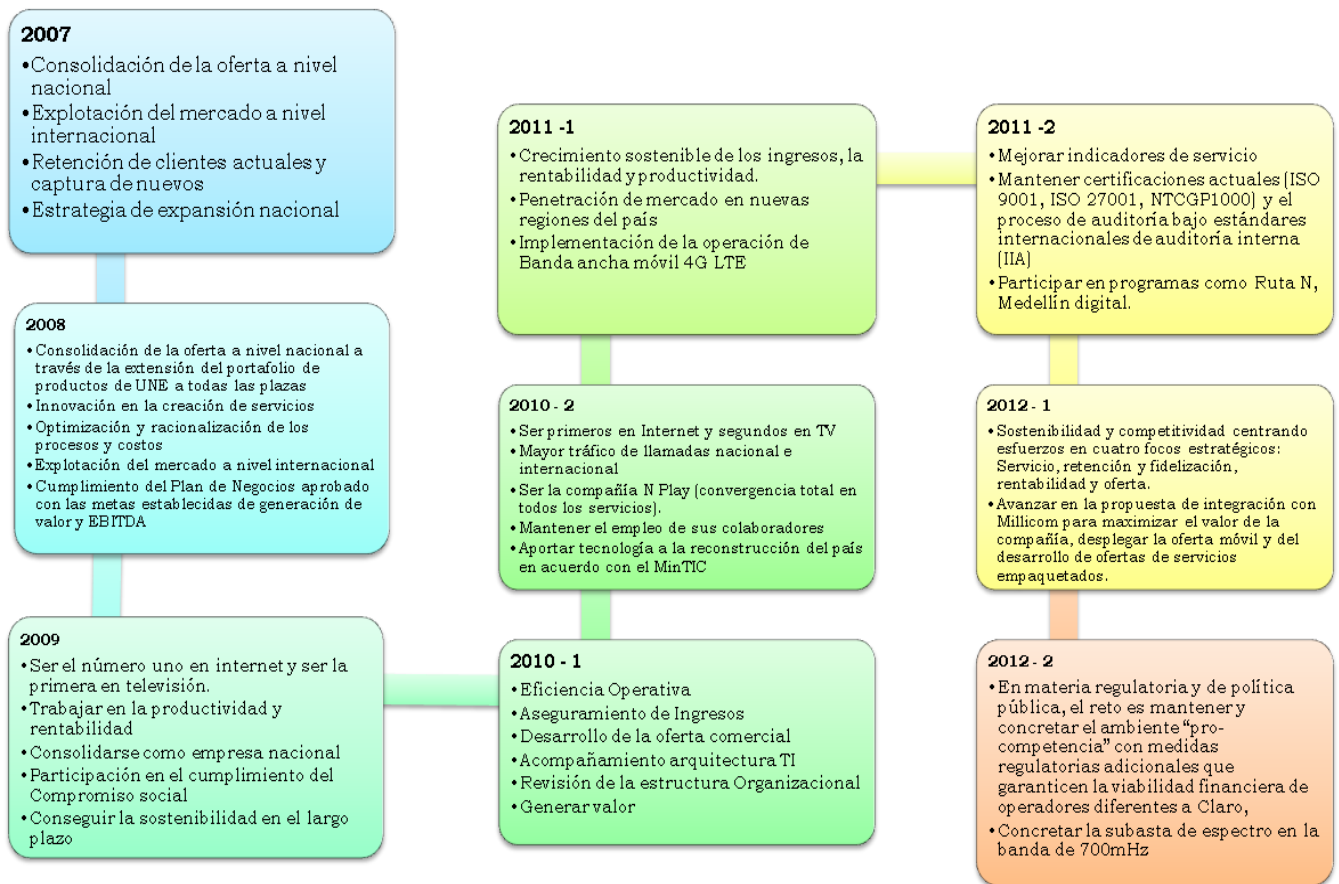 2007
•Consolidación de la oferta a nivel
nacional
•Explotación del mercado a nivel
internacional
•Retención de clientes actuales y
captura de nuevos
•Estrategia de expansión nacional
2008
•Consolidación de la oferta a nivel nacional a
través de la extensión del portafolio de
productos de UNE a todas las plazas
•Innovación en la creación de servicios
•Optimización y racionalización de los
procesos y costos
•Explotación del mercado a nivel internacional
•Cumplimiento del Plan de Negocios aprobado
con las metas establecidas de generación de
valor y EBITDA
2009
•Ser el número uno en internet y ser la
primera en televisión.
•Trabajar en la productividad y
rentabilidad
•Consolidarse como empresa nacional
•Participación en el cumplimiento del
Compromiso social
•Conseguir la sostenibilidad en el largo
plazo
2010 - 1
•Eficiencia Operativa
•Aseguramiento de Ingresos
•Desarrollo de la oferta comercial
•Acompañamiento arquitectura TI
•Revisión de la estructura Organizacional
•Generar valor
2010 - 2
•Ser primeros en Internet y segundos en TV
•Mayor tráfico de llamadas nacional e
internacional
•Ser la compañía N Play (convergencia total en
todos los servicios).
•Mantener el empleo de sus colaboradores
•Aportar tecnología a la reconstrucción del país
en acuerdo con el MinTIC
2011 -1
•Crecimiento sostenible de los ingresos, la
rentabilidad y productividad.
•Penetración de mercado en nuevas
regiones del país
•Implementación de la operación de
Banda ancha móvil 4G LTE
2011 -2
•Mejorar indicadores de servicio
•Mantener certificaciones actuales (ISO
9001, ISO 27001, NTCGP1000) y el
proceso de auditoría bajo estándares
internacionales de auditoría interna
(IIA)
•Participar en programas como Ruta N,
Medellín digital.
2012 - 1
•Sostenibilidad y competitividad centrando
esfuerzos en cuatro focos estratégicos:
Servicio, retención y fidelización,
rentabilidad y oferta.
•Avanzar en la propuesta de integración con
Millicom para maximizar el valor de la
compañía, desplegar la oferta móvil y del
desarrollo de ofertas de servicios
empaquetados.
2012 - 2
•En materia regulatoria y de política
pública, el reto es mantener y
concretar el ambiente “pro-
competencia” con medidas
regulatorias adicionales que
garanticen la viabilidad financiera de
operadores diferentes a Claro,
•Concretar la subasta de espectro en la
banda de 700mHz